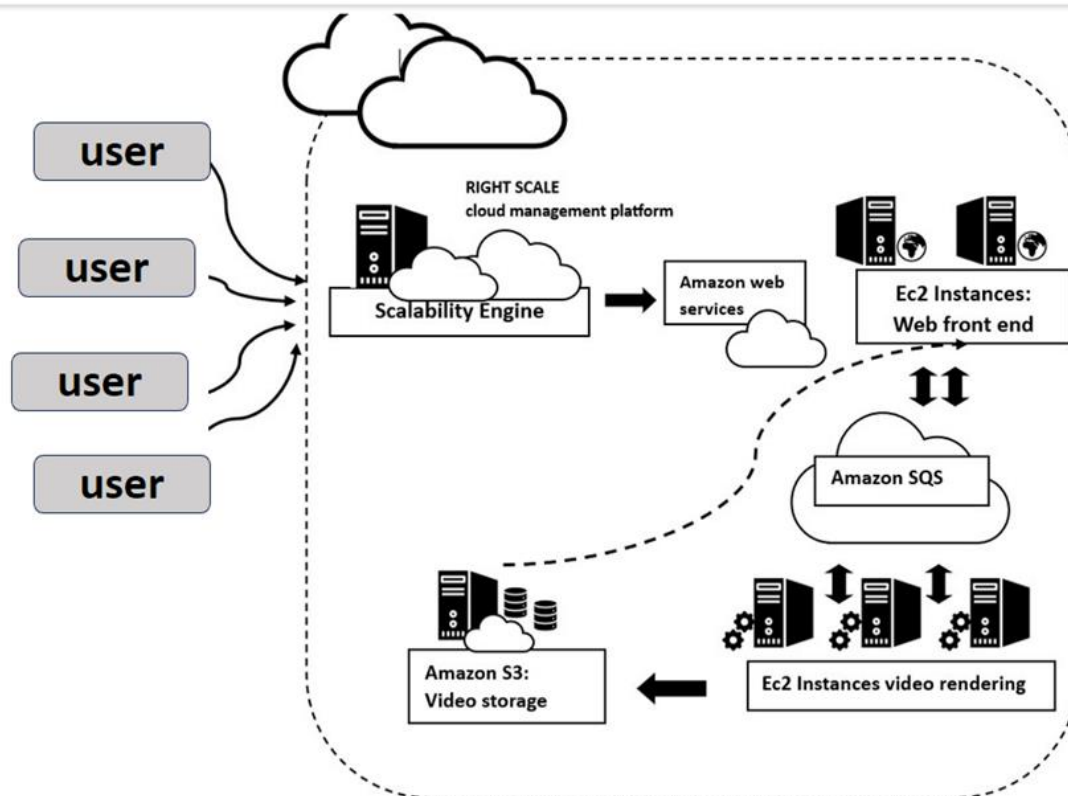 user
user
user
user
RIGHT SCALE
cloud management platform
Scalability Engine
Amazon web
services
Ec2 Instances:
Web front end
Amazon SQS
Amazon S3:
Video storage
Ec2 Instances video rendering